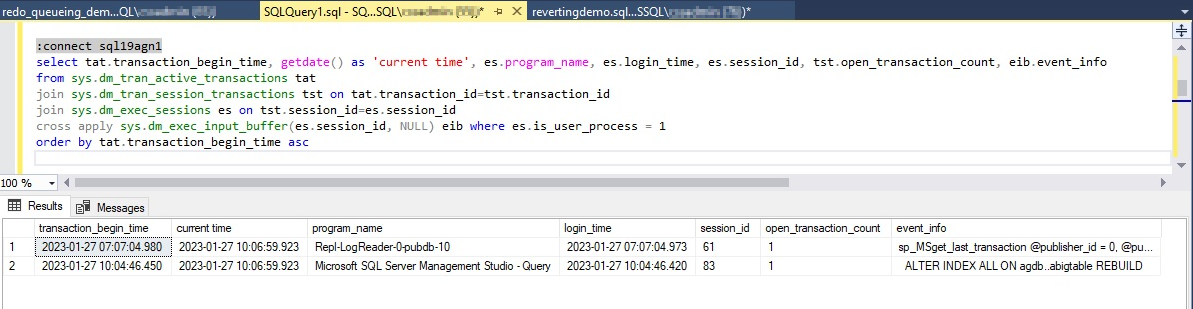 redo_queueing_dem...QL\
SQLQuery1.sql - SQ...SQL\
revertingdemo.sql...SSQL\
:connect sql19agn1
select tat.transaction_begin_time, getdate() as 'current time', es.program_name, es.login_time, es.session_id, tst.open_transaction_count, eib.event_info
from sys.dm_tran_active_transactions tat
join sys.dm_tran_session_transactions tst on tat.transaction_id=tst.transaction_id
join sys.dm_exec_sessions es on tst.session_id=es.session_id
cross apply sys.dm_exec_input_buffer(es.session_id, NULL) eib where es.is_user_process = 1
order by tat.transaction_begin_time asc
100 %
Results Messages
transaction_begin_time current time program_name login_time session_id open_transaction_count event_info
1 2023-01-27 07:07:04.980 2023-01-27 10:06:59.923 Repl-LogReader-0-pubdb-10 2023-01-27 07:07:04.973 61 1 sp_MSget_last_transaction @publisher_id = 0, @pu...
2 2023-01-27 10:04:46.450 2023-01-27 10:06:59.923 Microsoft SQL Server Management Studio - Query 2023-01-27 10:04:46.420 83 1 ALTER INDEX ALL ON agdb..abigtable REBUILD